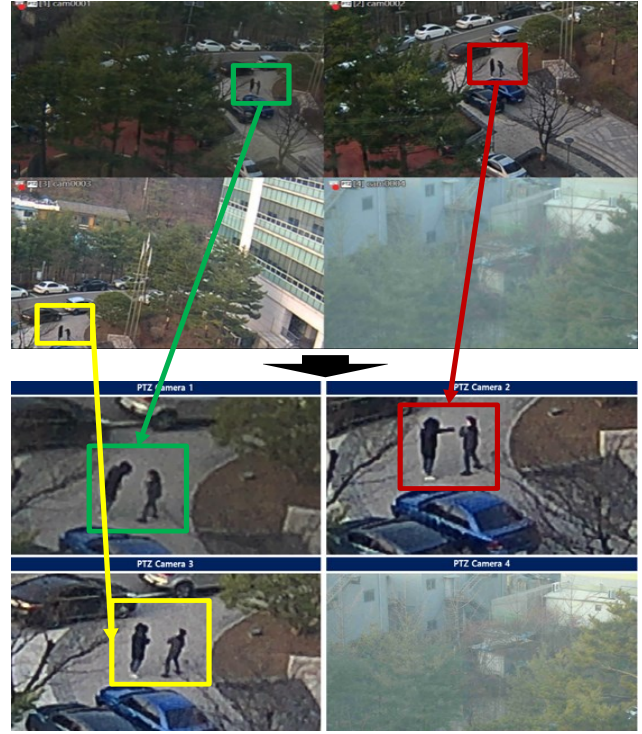 [1] cam0001
[2] cam0002
[3] cam0003
[4] cam0004
PTZ Camera 1
PTZ Camera 2
PTZ Camera 3
PTZ Camera 4